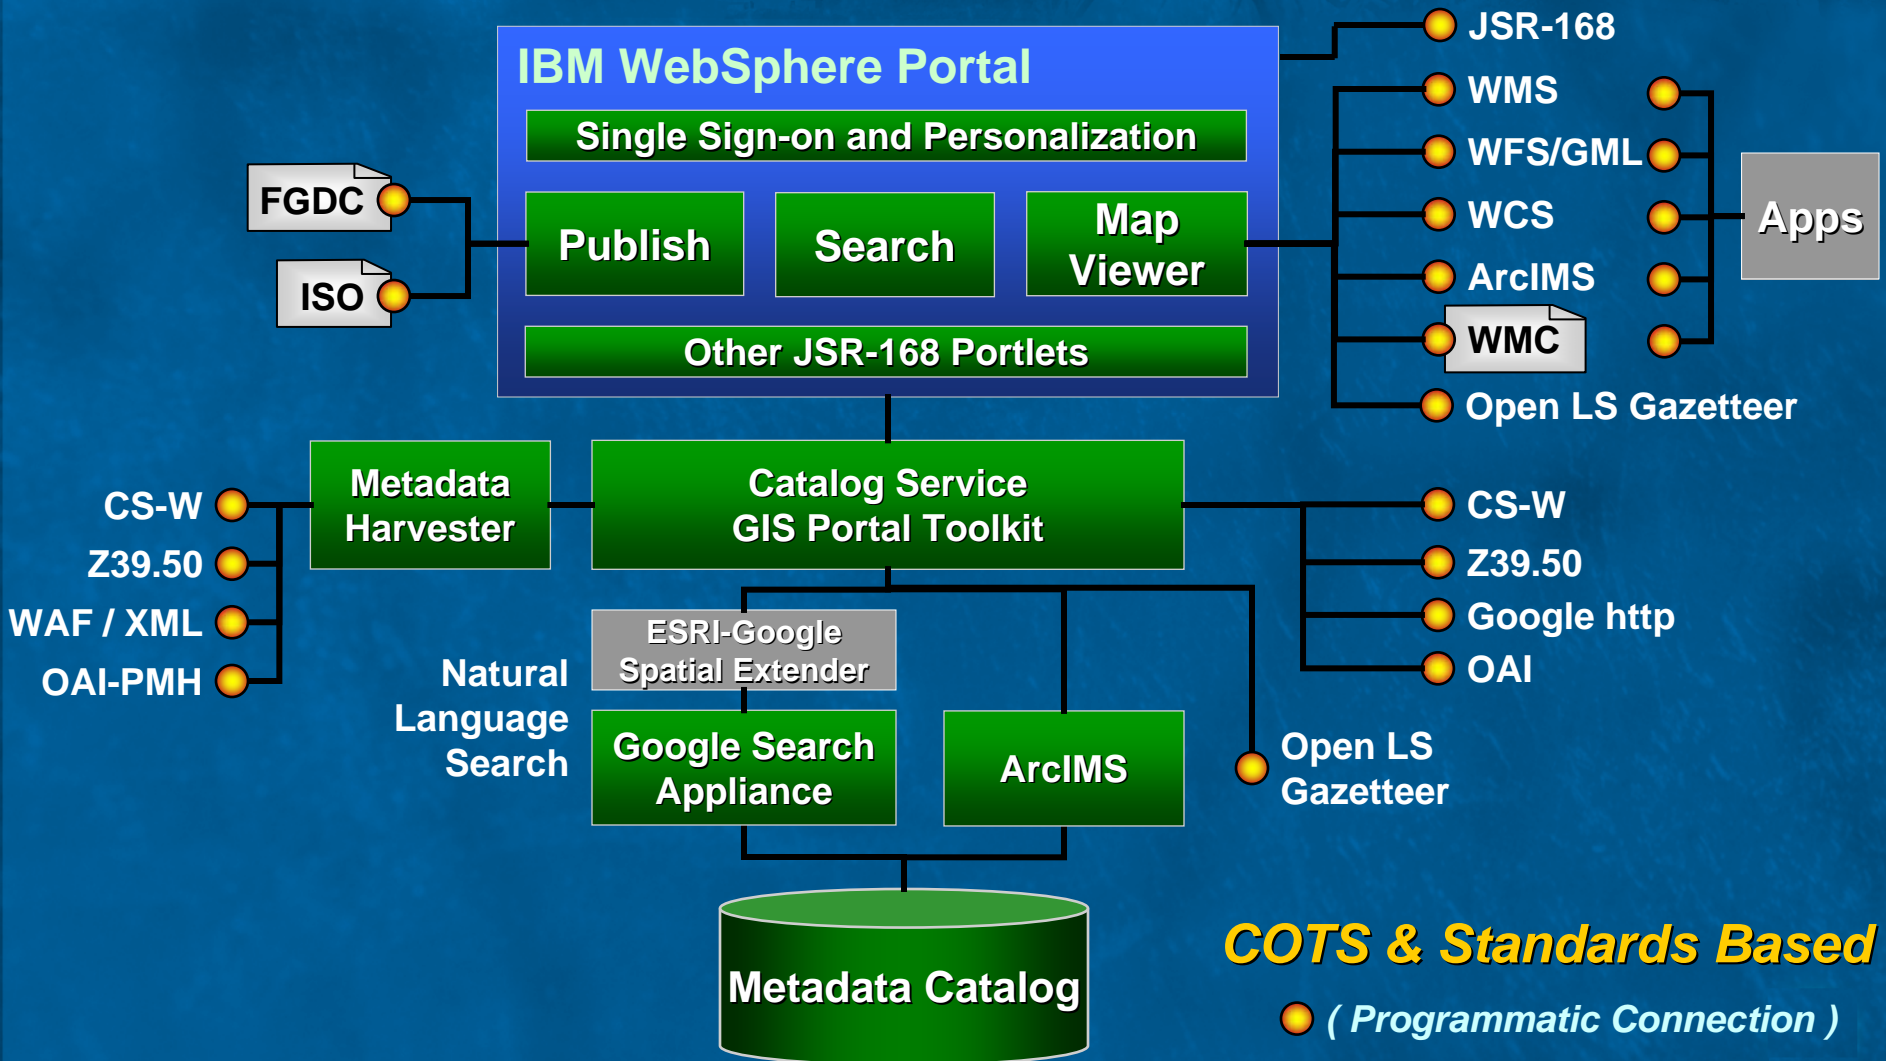 IBM WebSphere Portal
Single Sign-on and Personalization
Publish
Search
Map
Viewer
Other JSR-168 Portlets
FGDC
ISO
JSR-168
WMS
WFS/GML
WCS
ArcIMS
WMC
Open LS Gazetteer
Apps
Metadata
Harvester
Catalog Service
GIS Portal Toolkit
CS-W
Z39.50
WAF / XML
OAI-PMH
CS-W
Z39.50
Google http
OAI
Natural
Language
Search
ESRI-Google
Spatial Extender
Google Search
Appliance
ArcIMS
Open LS
Gazetteer
Metadata Catalog
COTS & Standards Based
( Programmatic Connection )